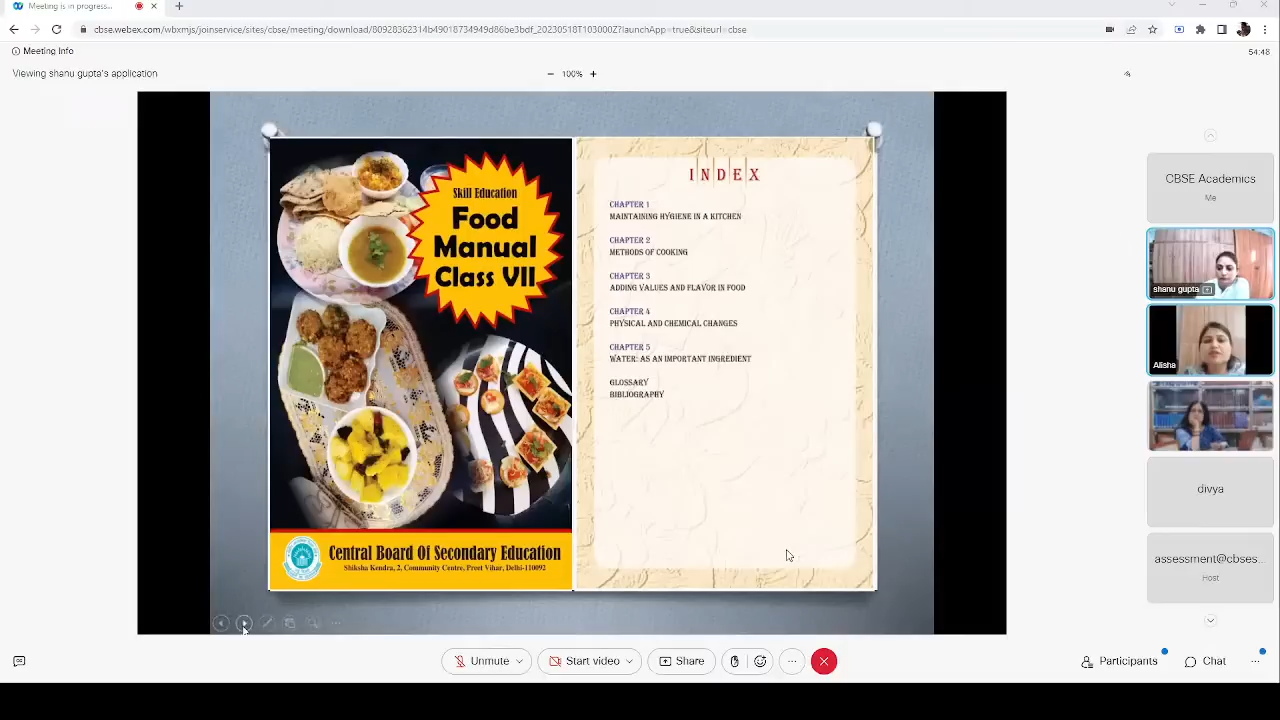 Meeting is in progress...
cbse.webex.com/wbxmjs/joinservice/sites/cbse/meeting/download/80928362314b49018734949d86be3bdf_20230518T103000Z?launchApp=true&siteurl=cbse
Meeting Info
54:48
Viewing shanu gupta's application
100%
Skill Education
Food
Manual
Class VII
Central Board Of Secondary Education
Shiksha Kendra, 2, Community Centre, Preet Vihar, Delhi-110092
INDEX
CHAPTER 1
MAINTAINING HYGIENE IN A KITCHEN
CHAPTER 2
METHODS OF COOKING
CHAPTER 3
ADDING VALUES AND FLAVOR IN FOOD
CHAPTER 4
PHYSICAL AND CHEMICAL CHANGES
CHAPTER 5
WATER: AS AN IMPORTANT INGREDIENT
GLOSSARY
BIBLIOGRAPHY
CBSE Academics
Me
shanu gupta
Alisha
divya
assessment@cbses...
Host
Unmute
Start video
Share
Participants
Chat